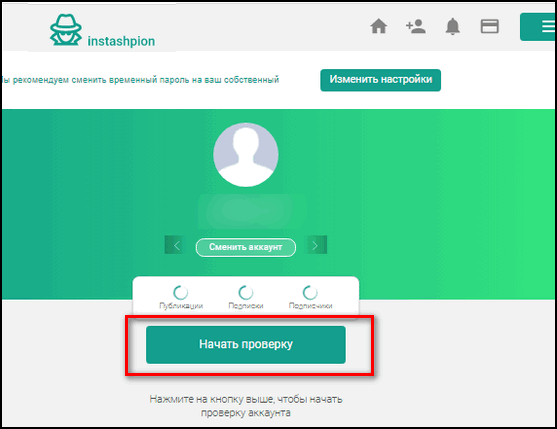 instashpion
ы рекомендуем сменить временный пароль на ваш собственный
Изменить настройки
Сменить аккаунт
Публикации Подписки Подписчики
Начать проверку
Нажмите на кнопку выше, чтобы начать
проверку аккаунта